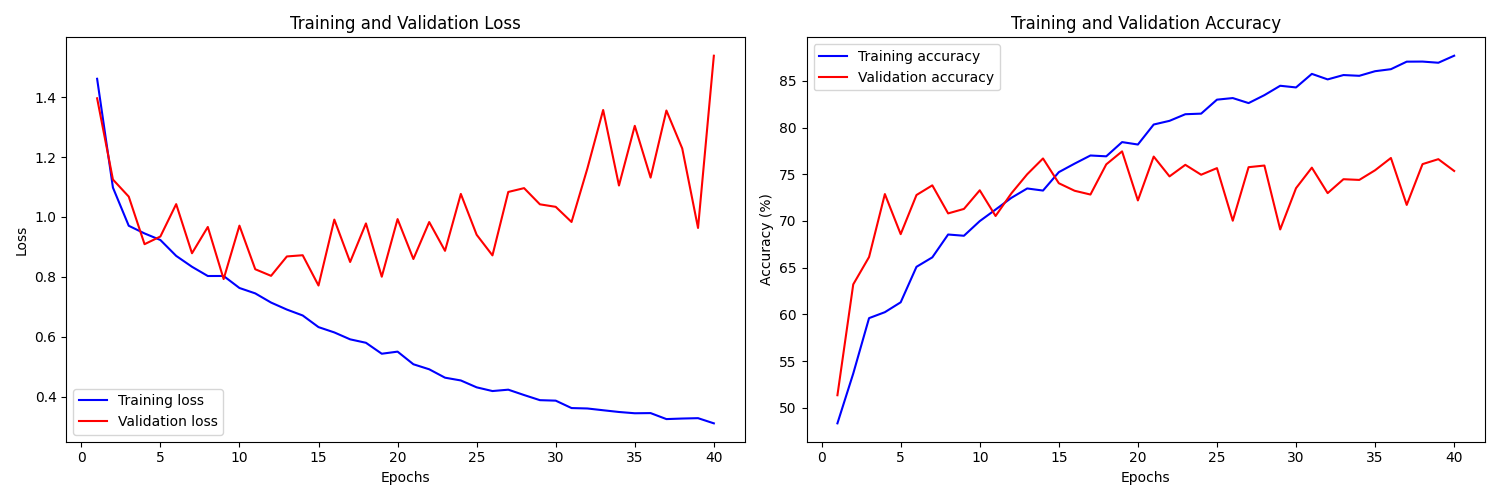 Training and Validation Loss
1.4
1.2
1.0
0.8
0.6
0.4
Loss
Training loss
Validation loss
0 5 10 15 20 25 30 35 40
Epochs
Training and Validation Accuracy
Training accuracy
Validation accuracy
85
80
75
70
65
60
55
50
Accuracy (%)
0 5 10 15 20 25 30 35 40
Epochs